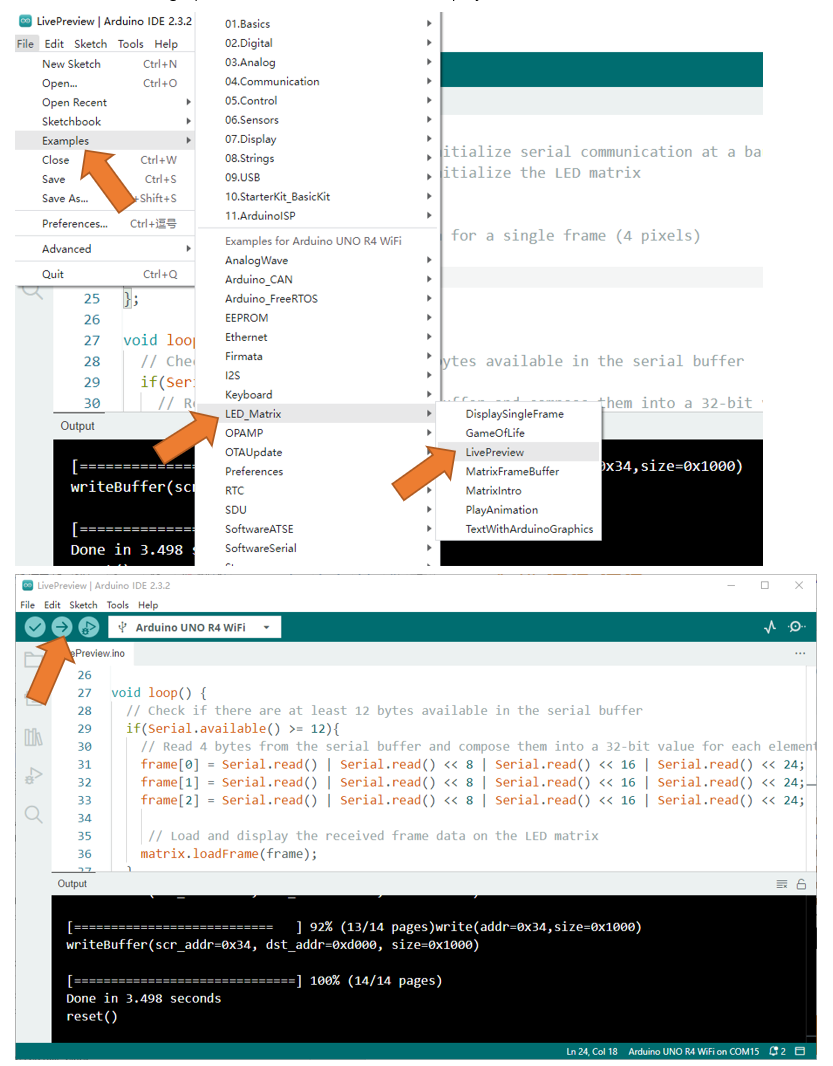 LivePreview | Arduino IDE 2.3.2
File Edit Sketch Tools Help
New Sketch Ctrl+N
Open... Ctrl+O
Open Recent
Sketchbook
Examples
Close Ctrl+W
Save Ctrl+S
Save As... +Shift+S
Preferences... Ctrl+逗号
Advanced
Quit Ctrl+Q
01.Basics
02.Digital
03.Analog
04.Communication
05.Control
06.Sensors
07.Display
08.Strings
09.USB
10.StarterKit_BasicKit
11.ArduinoISP
Examples for Arduino UNO R4 WiFi
AnalogWave
Arduino_CAN
Arduino_FreeRTOS
EEPROM
Ethernet
Firmata
I2S
Keyboard
LED_Matrix
OPAMP
OTAUpdate
Preferences
RTC
SDU
SoftwareATSE
SoftwareSerial
DisplaySingleFrame
GameOfLife
LivePreview
MatrixFrameBuffer
MatrixIntro
PlayAnimation
TextWithArduinoGraphics
itialize serial communication at a ba
itialize the LED matrix
for a single frame (4 pixels)
25 };
26
27 void loo
28 // Che ytes available in the serial buffer
29 if(Ser
30 // R them into a 32-bit
Output
[================ 0x34,size=0x1000)
writeBuffer(scr
[================
Done in 3.498 s
LivePreview | Arduino IDE 2.3.2
File Edit Sketch Tools Help
Arduino UNO R4 WiFi
ePreview.ino
26
27 void loop() {
28 // Check if there are at least 12 bytes available in the serial buffer
29 if(Serial.available() >= 12){
30 // Read 4 bytes from the serial buffer and compose them into a 32-bit value for each element
31 frame[0] = Serial.read() | Serial.read() << 8 | Serial.read() << 16 | Serial.read() << 24;
32 frame[1] = Serial.read() | Serial.read() << 8 | Serial.read() << 16 | Serial.read() << 24;
33 frame[2] = Serial.read() | Serial.read() << 8 | Serial.read() << 16 | Serial.read() << 24;
34
35 // Load and display the received frame data on the LED matrix
36 matrix.loadFrame(frame);
37 }
Output
[=========================== ] 92% (13/14 pages)write(addr=0x34,size=0x1000)
writeBuffer(scr_addr=0x34, dst_addr=0xd000, size=0x1000)
[==============================] 100% (14/14 pages)
Done in 3.498 seconds
reset()
Ln 24, Col 18 Arduino UNO R4 WiFi on COM15 2